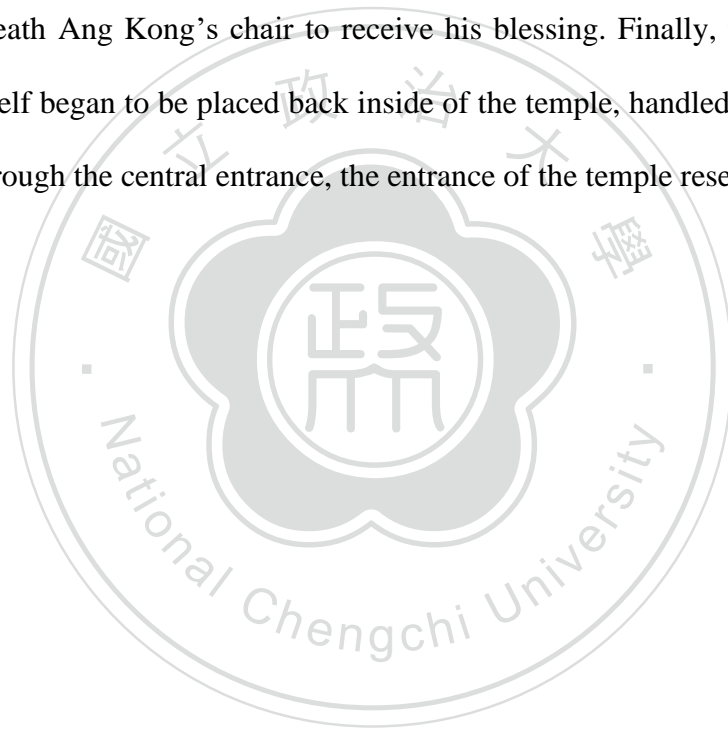 eath Ang Kong’s chair to receive his blessing. Finally,
elf began to be placed back inside of the temple, handled
rough the central entrance, the entrance of the temple rese
國立政治大學
政
National Chengchi University